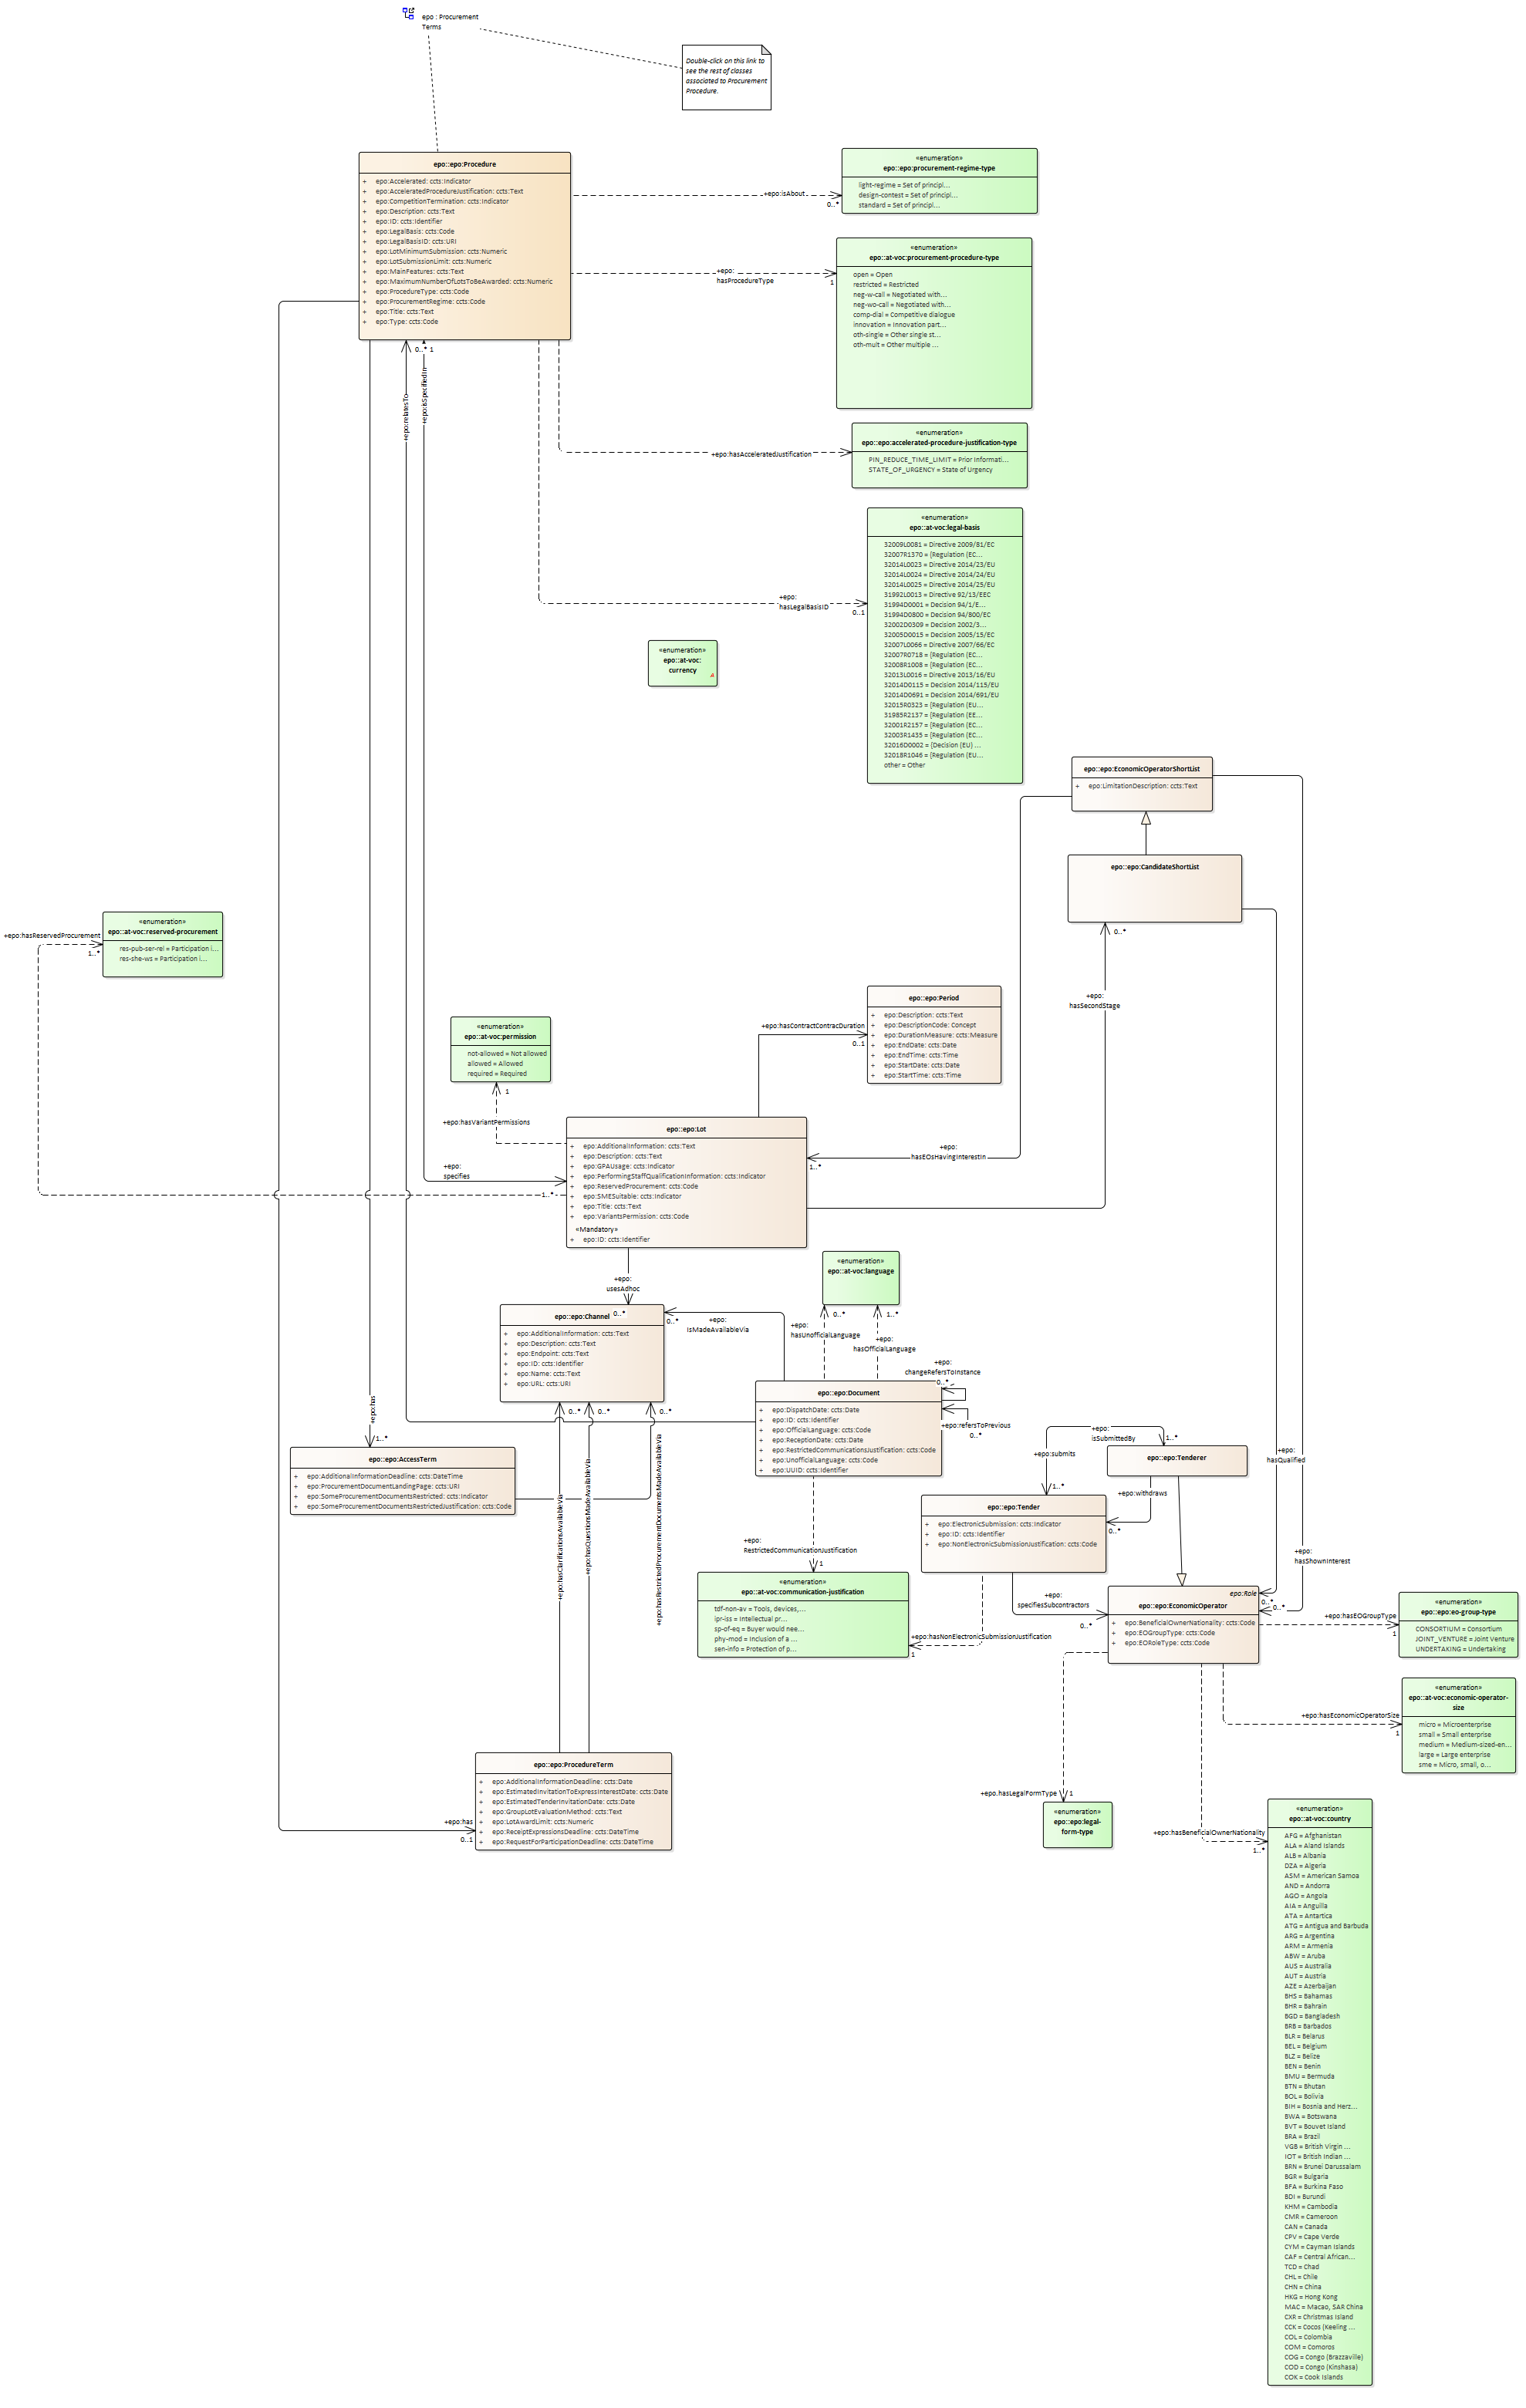 epo : Procurement
Terms
Double-click on this link to
see the rest of classes
associated to Procurement
Procedure.
epo::epo:Procedure
+ epo:Accelerated: ccts:Indicator
+ epo:AcceleratedProcedureJustification: ccts:Text
+ epo:CompetitionTermination: ccts:Indicator
+ epo:Description: ccts:Text
+ epo:ID: ccts:Identifier
+ epo:LegalBasis: ccts:Code
+ epo:LegalBasisID: ccts:URI
+ epo:LotMinimumSubmission: ccts:Numeric
+ epo:LotSubmissionLimit: ccts:Numeric
+ epo:MainFeatures: ccts:Text
+ epo:MaximumNumberOfLotsToBeAwarded: ccts:Numeric
+ epo:ProcedureType: ccts:Code
+ epo:ProcurementRegime: ccts:Code
+ epo:Title: ccts:Text
+ epo:Type: ccts:Code
+epo:isAbout
0..*
«enumeration»
epo::epo:procurement-regime-type
light-regime = Set of principl...
design-contest = Set of principl...
standard = Set of principl...
+epo:
hasProcedureType
1
«enumeration»
epo::at-voc:procurement-procedure-type
open = Open
restricted = Restricted
neg-w-call = Negotiated with...
neg-wo-call = Negotiated with...
comp-dial = Competitive dialogue
innovation = Innovation part...
oth-single = Other single st...
oth-mult = Other multiple ...
0..* 1
+epo:relatesTo
+epo:isSpecifiedIn
+epo:hasAcceleratedJustification
«enumeration»
epo::epo:accelerated-procedure-justification-type
PIN_REDUCE_TIME_LIMIT = Prior Informati...
STATE_OF_URGENCY = State of Urgency
+epo:
hasLegalBasisID
0..1
«enumeration»
epo::at-voc:legal-basis
32009L0081 = Directive 2009/81/EC
32007R1370 = (Regulation (EC...
32014L0023 = Directive 2014/23/EU
32014L0024 = Directive 2014/24/EU
32014L0025 = Directive 2014/25/EU
31992L0013 = Directive 92/13/EEC
31994D0001 = Decision 94/1/E...
31994D0800 = Decision 94/800/EC
32002D0309 = Decision 2002/3...
32005D0015 = Decision 2005/15/EC
32007L0066 = Directive 2007/66/EC
32007R0718 = (Regulation (EC...
32008R1008 = (Regulation (EC...
32013L0016 = Directive 2013/16/EU
32014D0115 = Decision 2014/115/EU
32014D0691 = Decision 2014/691/EU
32015R0323 = (Regulation (EU...
31985R2137 = (Regulation (EE...
32001R2157 = (Regulation (EC...
32003R1435 = (Regulation (EC...
32016D0002 = (Decision (EU) ...
32018R1046 = (Regulation (EU...
other = Other
«enumeration»
epo::at-voc:
currency
epo::epo:EconomicOperatorShortList
+ epo:LimitationDescription: ccts:Text
epo::epo:CandidateShortList
0..*
+epo:
hasSecondStage
+epo:hasReservedProcurement
1..*
«enumeration»
epo::at-voc:reserved-procurement
res-pub-ser-rei = Participation i...
res-she-ws = Participation i...
epo::epo:Period
+ epo:Description: ccts:Text
+ epo:DescriptionCode: Concept
+ epo:DurationMeasure: ccts:Measure
+ epo:EndDate: ccts:Date
+ epo:EndTime: ccts:Time
+ epo:StartDate: ccts:Date
+ epo:StartTime: ccts:Time
+epo:hasContractContracDuration
0..1
«enumeration»
epo::at-voc:permission
not-allowed = Not allowed
allowed = Allowed
required = Required
1
+epo:hasVariantPermissions
epo::epo:Lot
+ epo:AdditionalInformation: ccts:Text
+ epo:Description: ccts:Text
+ epo:GPAUsage: ccts:Indicator
+ epo:PerformingStaffQualificationInformation: ccts:Indicator
+ epo:ReservedProcurement: ccts:Code
+ epo:SMESuitable: ccts:Indicator
+ epo:Title: ccts:Text
+ epo:VariantsPermission: ccts:Code
«Mandatory»
+ epo:ID: ccts:Identifier
+epo:
hasEOsHavingInterestIn
1..*
+epo:
specifies
1..*
+epo:
usesAdhoc
0..*
epo::epo:Channel
+ epo:AdditionalInformation: ccts:Text
+ epo:Description: ccts:Text
+ epo:Endpoint: ccts:Text
+ epo:ID: ccts:Identifier
+ epo:Name: ccts:Text
+ epo:URL: ccts:URI
0..*
+epo:
IsMadeAvailableVia
«enumeration»
epo::at-voc:language
0..*
1..*
+epo:
hasUnofficialLanguage
+epo:
hasOfficialLanguage
+epo:
changeRefersToInstance
0..*
epo::epo:Document
+ epo:DispatchDate: ccts:Date
+ epo:ID: ccts:Identifier
+ epo:OfficialLanguage: ccts:Code
+ epo:ReceptionDate: ccts:Date
+ epo:RestrictedCommunicationsJustification: ccts:Code
+ epo:UnofficialLanguage: ccts:Code
+ epo:UUID: ccts:Identifier
+epo:refersToPrevious
0..*
+epo:has
1..*
epo::epo:AccessTerm
+ epo:AdditionalInformationDeadline: ccts:DateTime
+ epo:ProcurementDocumentLandingPage: ccts:URI
+ epo:SomeProcurementDocumentsRestricted: ccts:Indicator
+ epo:SomeProcurementDocumentsRestrictedJustification: ccts:Code
0..*
0..*
0..*
+epo:hasClarificationsAvailableVia
+epo:hasQuestionsMadeAvailableVia
+epo:hasRestrictedProcurementDocumentsMadeAvailableVia
+epo:submits
+epo:
isSubmittedBy
1..*
epo::epo:Tenderer
+epo:
hasQualified
1..*
+epo:withdraws
0..*
epo::epo:Tender
+ epo:ElectronicSubmission: ccts:Indicator
+ epo:ID: ccts:Identifier
+ epo:NonElectronicSubmissionJustification: ccts:Code
+epo:
RestrictedCommunicationJustification
1
«enumeration»
epo::at-voc:communication-justification
tdf-non-av = Tools, devices,...
ipr-iss = Intellectual pr...
sp-of-eq = Buyer would nee...
phy-mod = Inclusion of a ...
sen-info = Protection of p...
+epo:
hasShownInterest
+epo:
specifiesSubcontractors
0..*
+epo:hasNonElectronicSubmissionJustification
1
epo:Role
epo::epo:EconomicOperator
+ epo:BeneficialOwnerNationality: ccts:Code
+ epo:EOGroupType: ccts:Code
+ epo:EORoleType: ccts:Code
0..*
0..*
+epo:hasEOGroupType
1
«enumeration»
epo::epo:eo-group-type
CONSORTIUM = Consortium
JOINT_VENTURE = Joint Venture
UNDERTAKING = Undertaking
+epo:hasEconomicOperatorSize
1
«enumeration»
epo::at-voc:economic-operator-
size
micro = Microenterprise
small = Small enterprise
medium = Medium-sized-en...
large = Large enterprise
sme = Micro, small, o...
epo::epo:ProcedureTerm
+ epo:AdditionalInformationDeadline: ccts:Date
+ epo:EstimatedInvitationToExpressInterestDate: ccts:Date
+ epo:EstimatedTenderInvitationDate: ccts:Date
+ epo:GroupLotEvaluationMethod: ccts:Text
+ epo:LotAwardLimit: ccts:Numeric
+ epo:ReceiptExpressionsDeadline: ccts:DateTime
+ epo:RequestForParticipationDeadline: ccts:DateTime
+epo:has
0..1
+epo.hasLegalFormType
1
«enumeration»
epo::epo:legal-
form-type
+epo:hasBeneficialOwnerNationality
1..*
«enumeration»
epo::at-voc:country
AFG = Afghanistan
ALA = Aland Islands
ALB = Albania
DZA = Algeria
ASM = American Samoa
AND = Andorra
AGO = Angola
AIA = Anguilla
ATA = Antartica
ATG = Antigua and Barbuda
ARG = Argentina
ARM = Armenia
ABW = Aruba
AUS = Australia
AUT = Austria
AZE = Azerbaijan
BHS = Bahamas
BHR = Bahrain
BGD = Bangladesh
BRB = Barbados
BLR = Belarus
BEL = Belgium
BLZ = Belize
BEN = Benin
BMU = Bermuda
BTN = Bhutan
BOL = Bolivia
BIH = Bosnia and Herz...
BWA = Botswana
BVT = Bouvet Island
BRA = Brazil
VGB = British Virgin ...
IOT = British Indian ...
BRN = Brunei Darussalam
BGR = Bulgaria
BFA = Burkina Faso
BDI = Burundi
KHM = Cambodia
CMR = Cameroon
CAN = Canada
CPV = Cape Verde
CYM = Cayman Islands
CAF = Central African...
TCD = Chad
CHL = Chile
CHN = China
HKG = Hong Kong
MAC = Macao, SAR China
CXR = Christmas Island
CCK = Cocos (Keeling ...
COL = Colombia
COM = Comoros
COG = Congo (Brazzaville)
COD = Congo (Kinshasa)
COK = Cook Islands